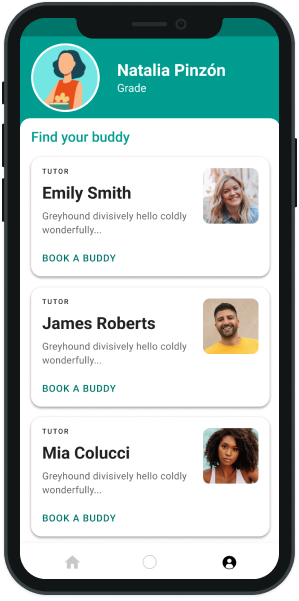 Natalia Pinzón
Grade
Find your buddy
TUTOR
Emily Smith
Greyhound divisively hello coldly
wonderfully...
BOOK A BUDDY
TUTOR
James Roberts
Greyhound divisively hello coldly
wonderfully...
BOOK A BUDDY
TUTOR
Mia Colucci
Greyhound divisively hello coldly
wonderfully...
BOOK A BUDDY